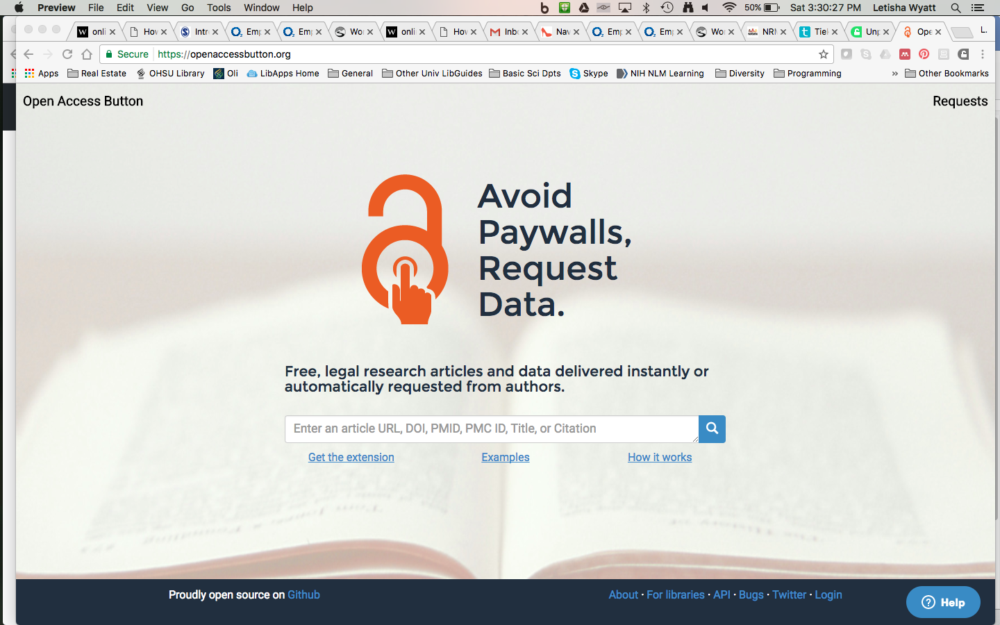 Preview File Edit View Go Tools Window Help 50% Sat 3:30:27 PM Letisha Wyatt
onli Hov Intro Emp Emp Wor onli Hov Inbo Nav Emp Emp Wor NRM Tiek Unp Ope L.
Secure https://openaccessbutton.org
Apps Real Estate OHSU Library Oli LibApps Home General Other Univ LibGuides Basic Sci Dpts Skype NIH NLM Learning Diversity Programming » Other Bookmarks
Open Access Button Requests
Avoid
Paywalls,
Request
Data.
Free, legal research articles and data delivered instantly or
automatically requested from authors.
Enter an article URL, DOI, PMID, PMC ID, Title, or Citation
Get the extension Examples How it works
Proudly open source on Github About · For libraries · API · Bugs · Twitter · Login
Help